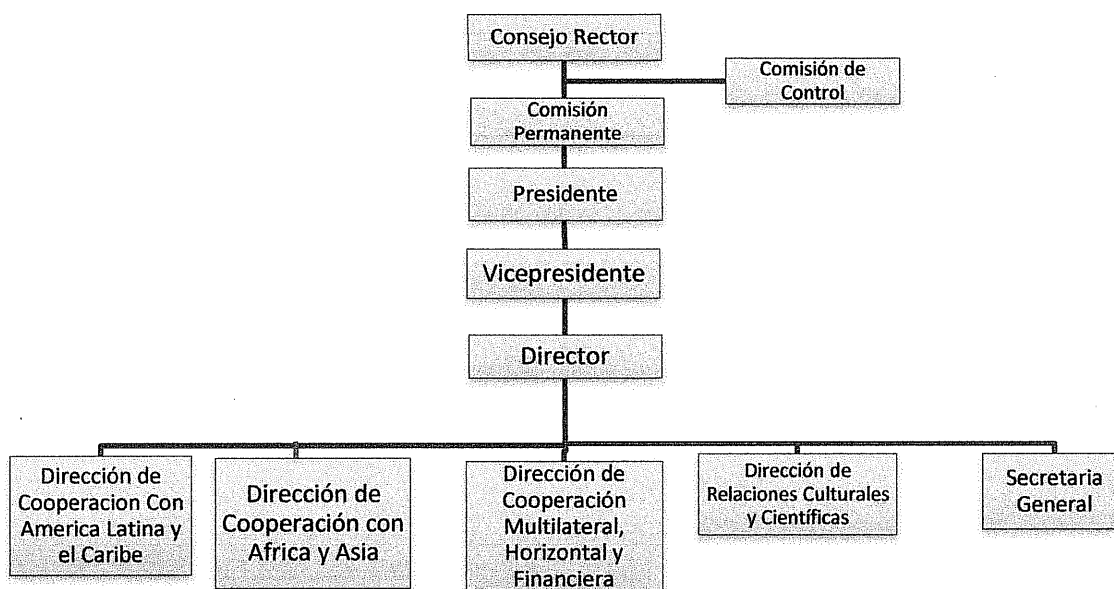 Consejo Rector
Comisión de
Control
Comisión
Permanente
Presidente
Vicepresidente
Director
Dirección de
Cooperacion Con
America Latina y
el Caribe
Dirección de
Cooperación con
Africa y Asia
Dirección de
Cooperación
Multilateral,
Horizontal y
Financiera
Dirección de
Relaciones Culturales
y Científicas
Secretaria
General